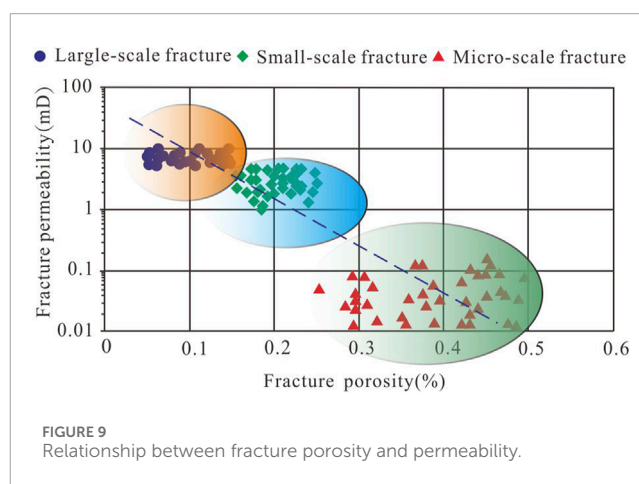 Largle-scale fracture Small-scale fracture Micro-scale fracture
100
10
1
0.1
0.01
Fracture permeability(mD)
0 0.1 0.2 0.3 0.4 0.5 0.6
Fracture porosity(%)
FIGURE 9
Relationship between fracture porosity and permeability.